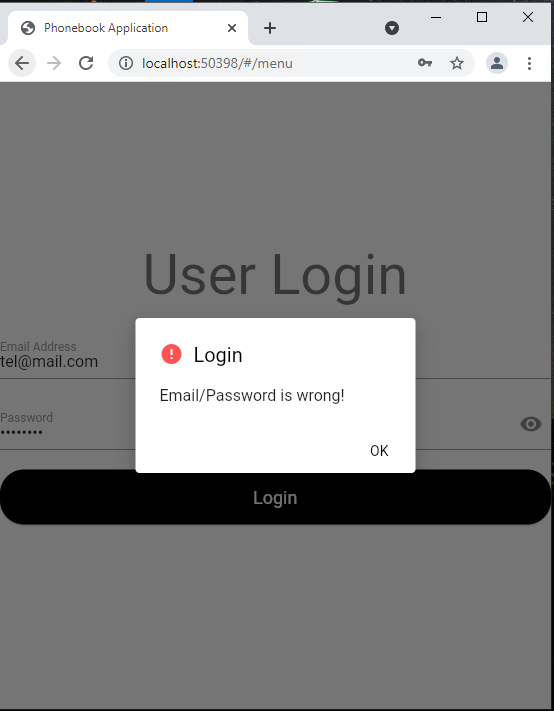 Phonebook Application
localhost:50398/#/menu
User Login
Email Address
tel@mail.com
Login
Email/Password is wrong!
Password
••••••••
OK
Login